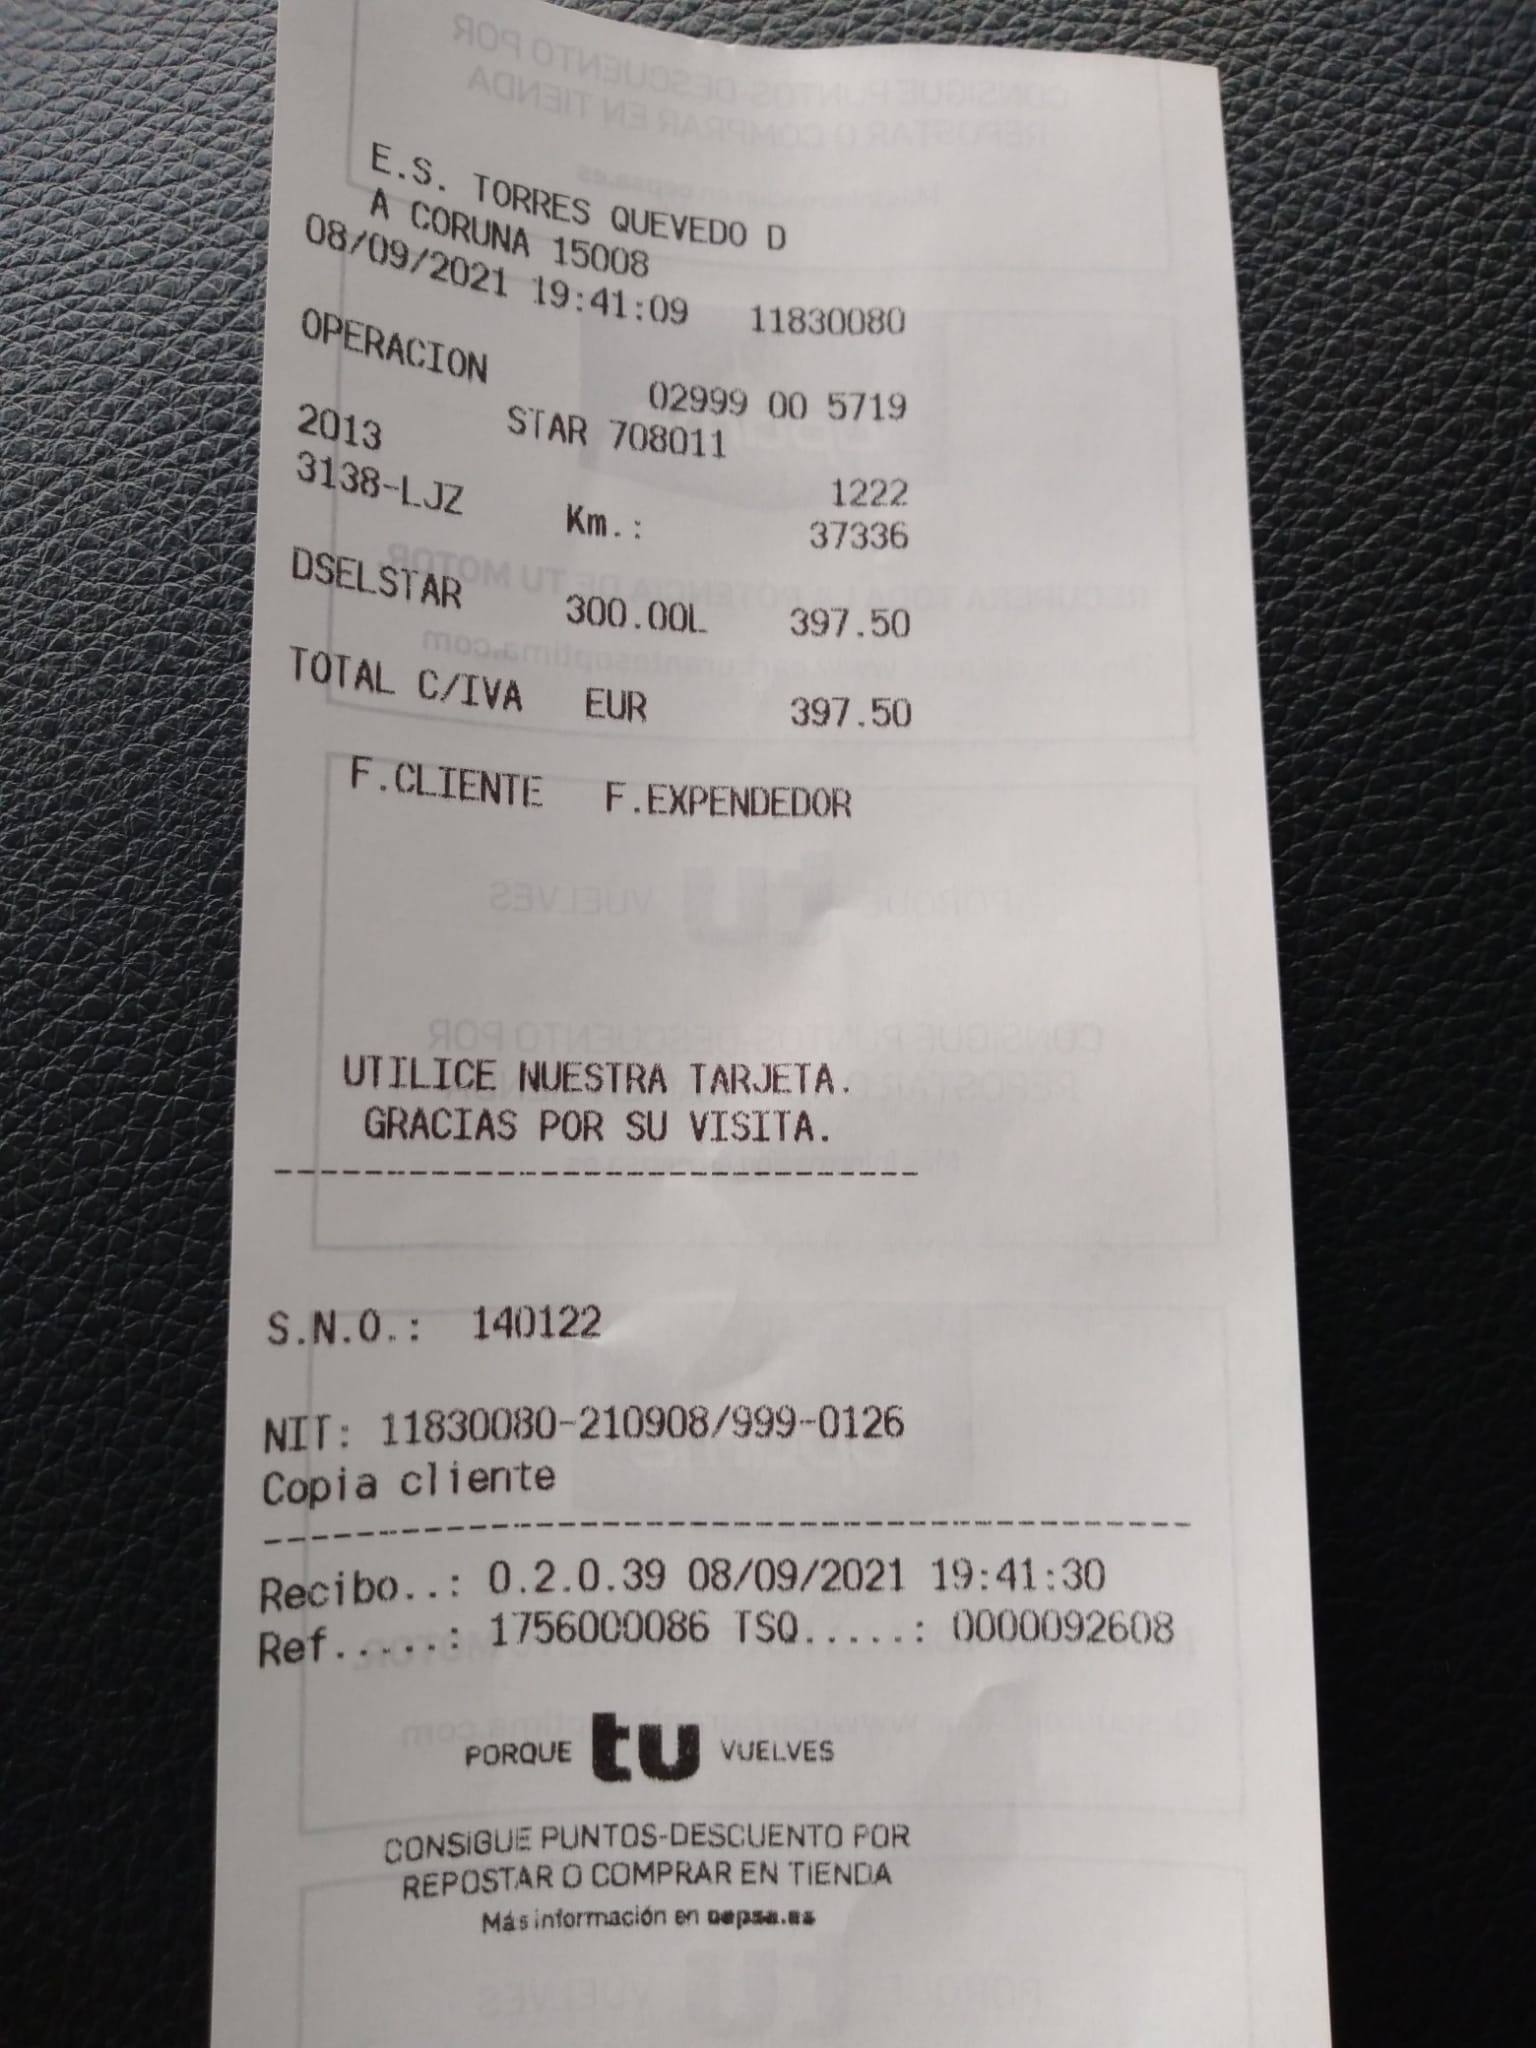 E.S. TORRES QUEVEDO D
A CORUNA 15008
08/09/2021 19:41:09 11830080
OPERACION 02999 00 5719
STAR 708011
2013 1222
3138-LJZ Km.: 37336
DSELSTAR 300.00L 397.50
TOTAL C/IVA EUR 397.50
F.CLIENTE F.EXPENDEDOR
UTILICE NUESTRA TARJETA.
GRACIAS POR SU VISITA.
------------------------------
S.N.O.: 140122
NIT: 11830080-210908/999-0126
Copia cliente
------------------------------------------
Recibo..: 0.2.0.39 08/09/2021 19:41:30
Ref.....: 1756000086 TSQ.....: 0000092608
PORQUE tu VUELVES
CONSIGUE PUNTOS-DESCUENTO POR
REPOSTAR O COMPRAR EN TIENDA
Más información en cepsa.es